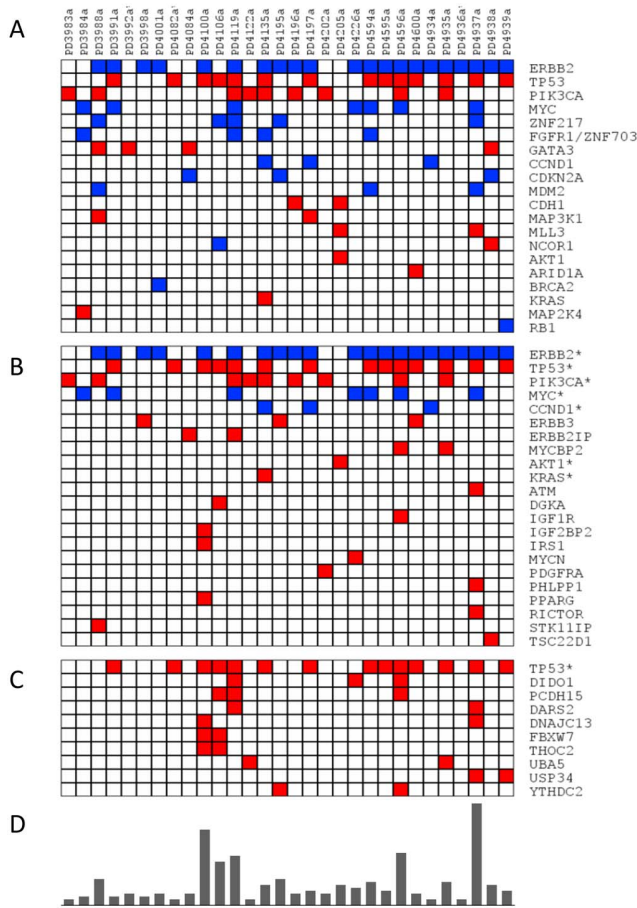 A
PD3983a
PD3984a
PD3988a
PD3991a
PD3992a¹
PD3998a
PD4001a
PD4082a¹
PD4084a
PD4100a
PD4106a
PD4119a
PD4122a
PD4135a
PD4195a
PD4196a
PD4197a
PD4202a
PD4205a
PD4226a
PD4594a
PD4595a
PD4596a
PD4600a
PD4934a
PD4935a
PD4936a¹
PD4937a
PD4938a
PD4939a
ERBB2
TP53
PIK3CA
MYC
ZNF217
FGFR1/ZNF703
GATA3
CCND1
CDKN2A
MDM2
CDH1
MAP3K1
MLL3
NCOR1
AKT1
ARID1A
BRCA2
KRAS
MAP2K4
RB1
B
ERBB2*
TP53*
PIK3CA*
MYC*
CCND1*
ERBB3
ERBB2IP
MYCBP2
AKT1*
KRAS*
ATM
DGKA
IGF1R
IGF2BP2
IRS1
MYCN
PDGFRA
PHLPP1
PPARG
RICTOR
STK11IP
TSC22D1
C
TP53*
DIDO1
PCDH15
DARS2
DNAJC13
FBXW7
THOC2
UBA5
USP34
YTHDC2
D